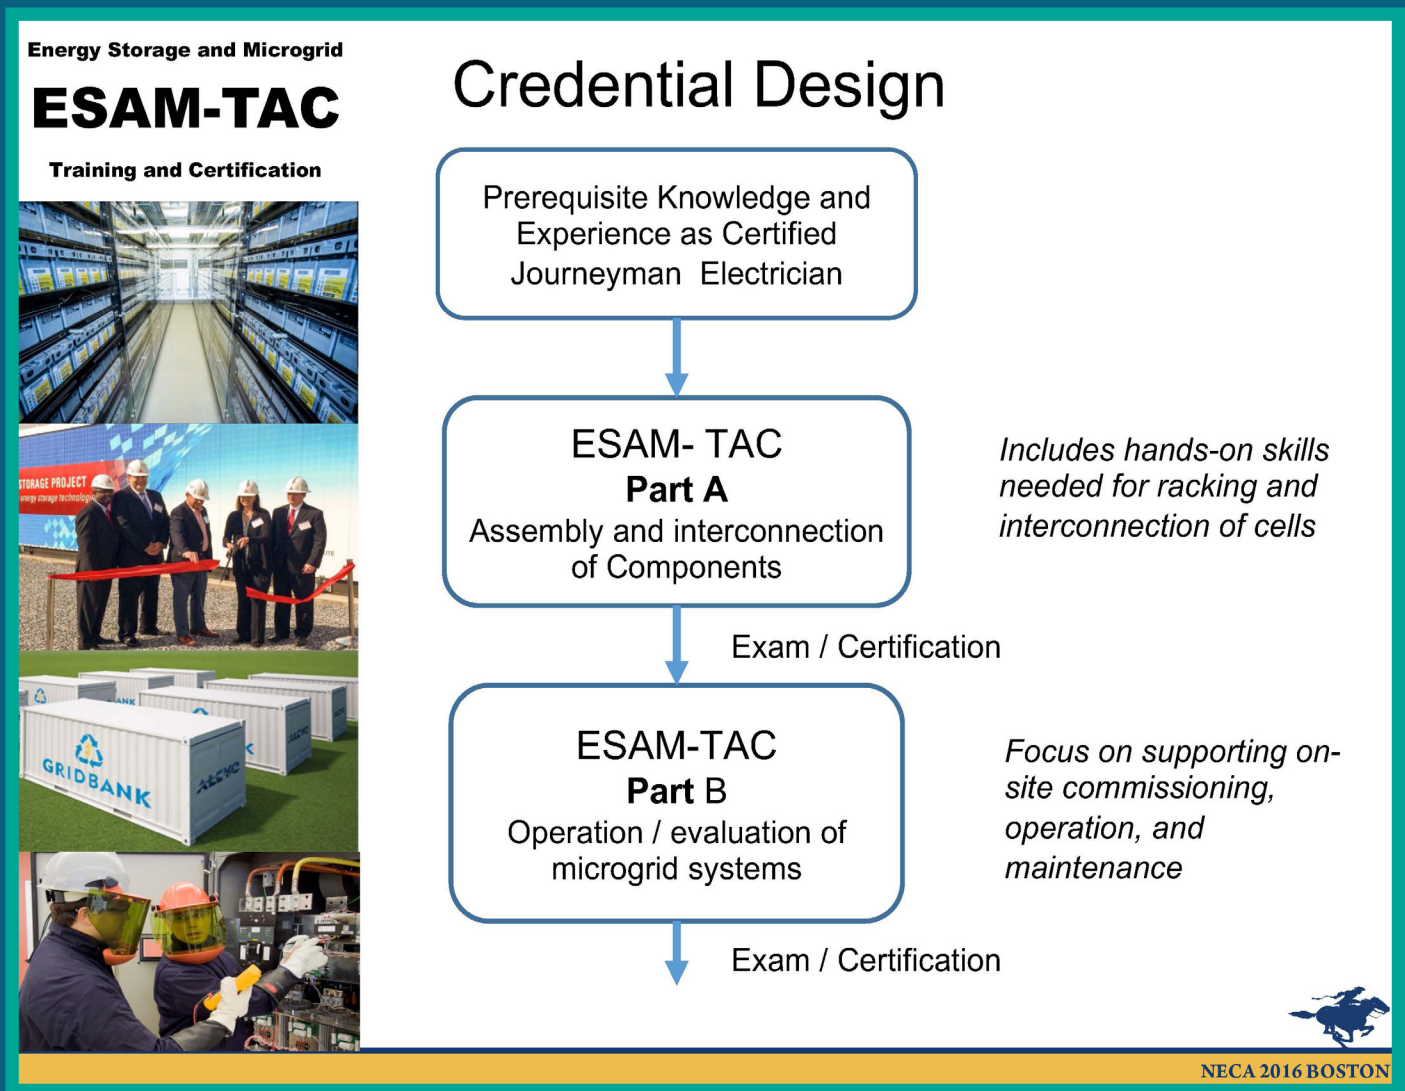 Energy Storage and Microgrid
ESAM-TAC
Training and Certification
Credential Design
Prerequisite Knowledge and
Experience as Certified
Journeyman Electrician
ESAM- TAC
Part A
Assembly and interconnection
of Components
Includes hands-on skills
needed for racking and
interconnection of cells
Exam / Certification
ESAM-TAC
Part B
Operation / evaluation of
microgrid systems
Focus on supporting on-
site commissioning,
operation, and
maintenance
Exam / Certification
STORAGE PROJECT
energy storage
GRIDBANK
ALEVO
NECA 2016 BOSTON